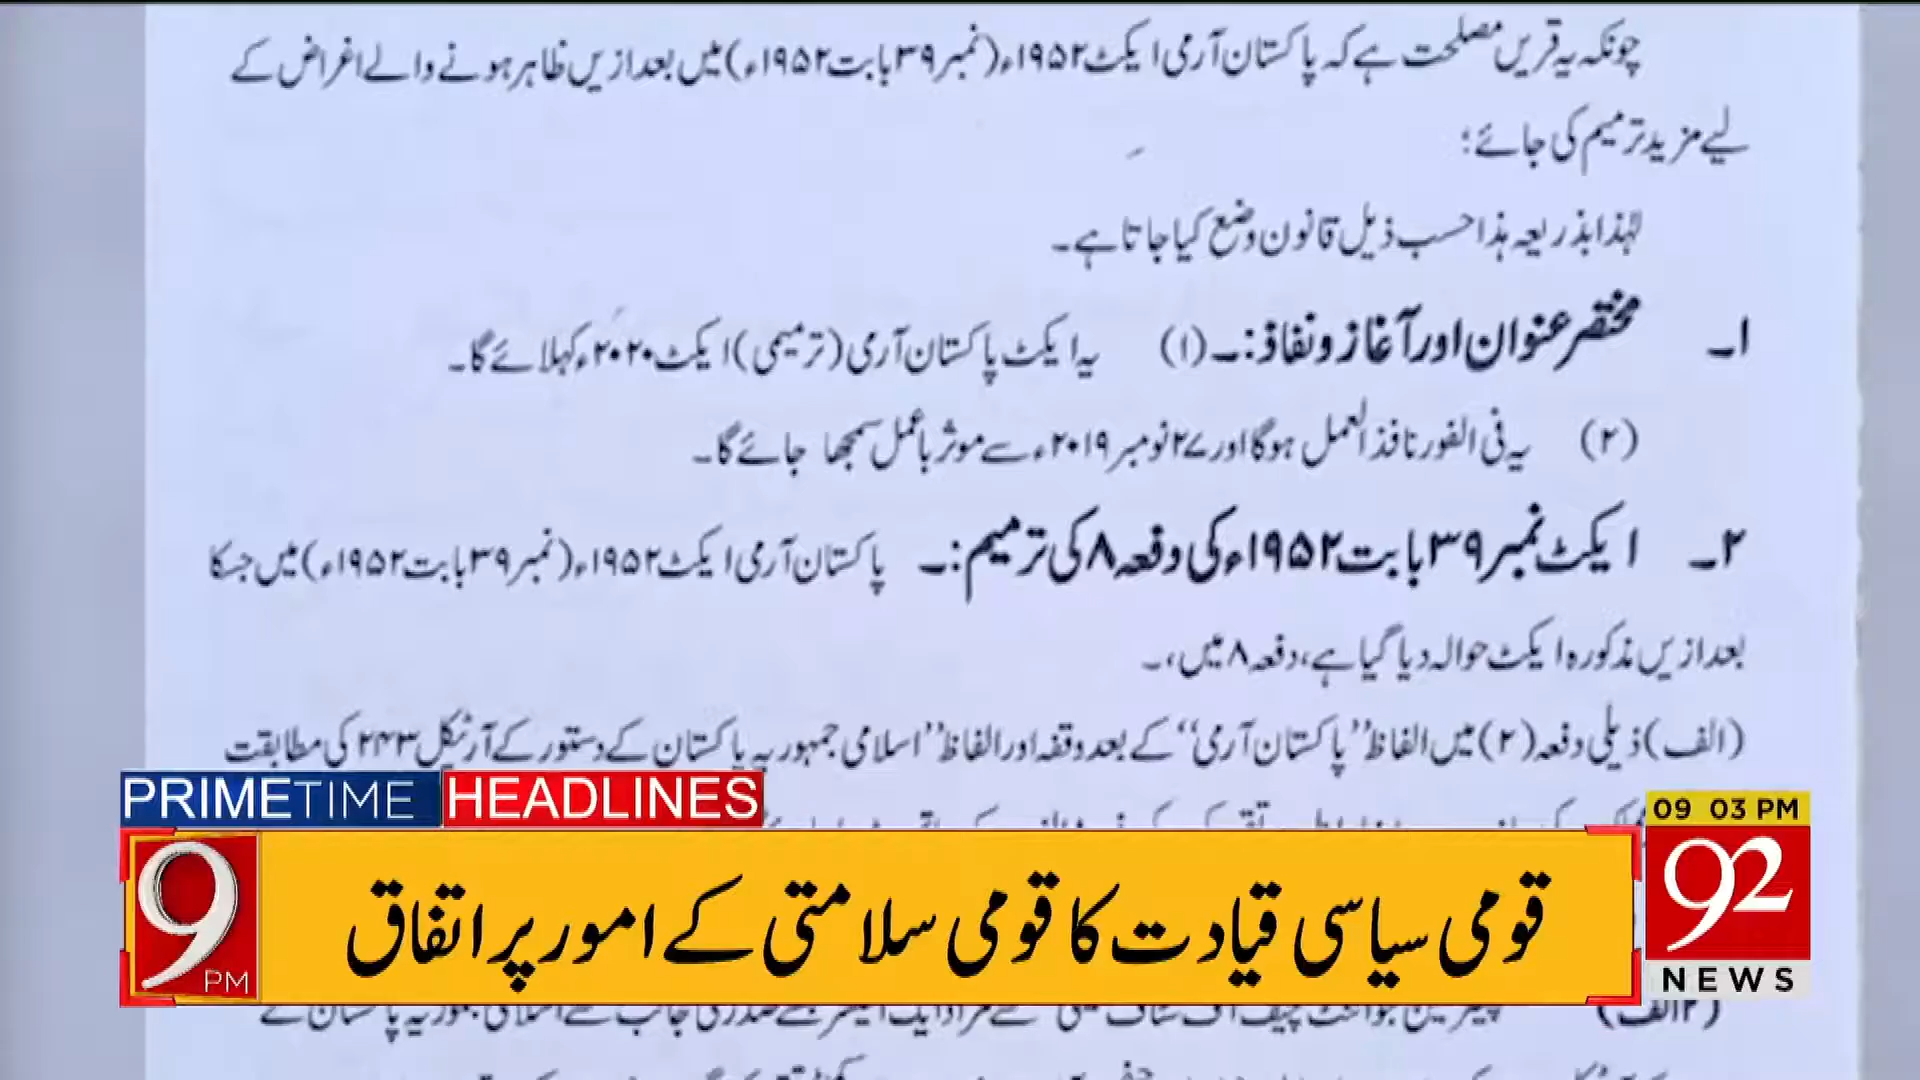 چونکہ یہ قریں مصلحت ہے کہ پاکستان آرمی ایکٹ ۱۹۵۲ء (نمبر ۳۹ بابت ۱۹۵۲ء) میں بعد ازیں ظاہر ہونے والے اغراض کے
لیے مزید ترمیم کی جائے؛
لہٰذا بذریعہ ہذا حسب ذیل قانون وضع کیا جاتا ہے۔
۱۔ مختصر عنوان اور آغاز و نفاذ:۔ (۱) یہ ایکٹ پاکستان آرمی (ترمیمی) ایکٹ ۲۰۲۰ء کہلائے گا۔
(۲) یہ فی الفور نافذ العمل ہوگا اور ۲۷ نومبر ۲۰۱۹ء سے موثر باعمل سمجھا جائے گا۔
۲۔ ایکٹ نمبر ۳۹ بابت ۱۹۵۲ء کی دفعہ ۸ کی ترمیم:۔ پاکستان آرمی ایکٹ ۱۹۵۲ء (نمبر ۳۹ بابت ۱۹۵۲ء) میں جسکا
بعد ازیں مذکورہ ایکٹ حوالہ دیا گیا ہے، دفعہ ۸ میں،۔
(الف) ذیلی دفعہ (۲) میں الفاظ "پاکستان آرمی" کے بعد وقفہ اور الفاظ "اسلامی جمہوریہ پاکستان کے دستور کے آرٹیکل ۲۴۳ کی مطابقت
PRIMETIME HEADLINES
09 03 PM
9 PM
قومی سیاسی قیادت کا قومی سلامتی کے امور پر اتفاق
92 NEWS
(۲الف)